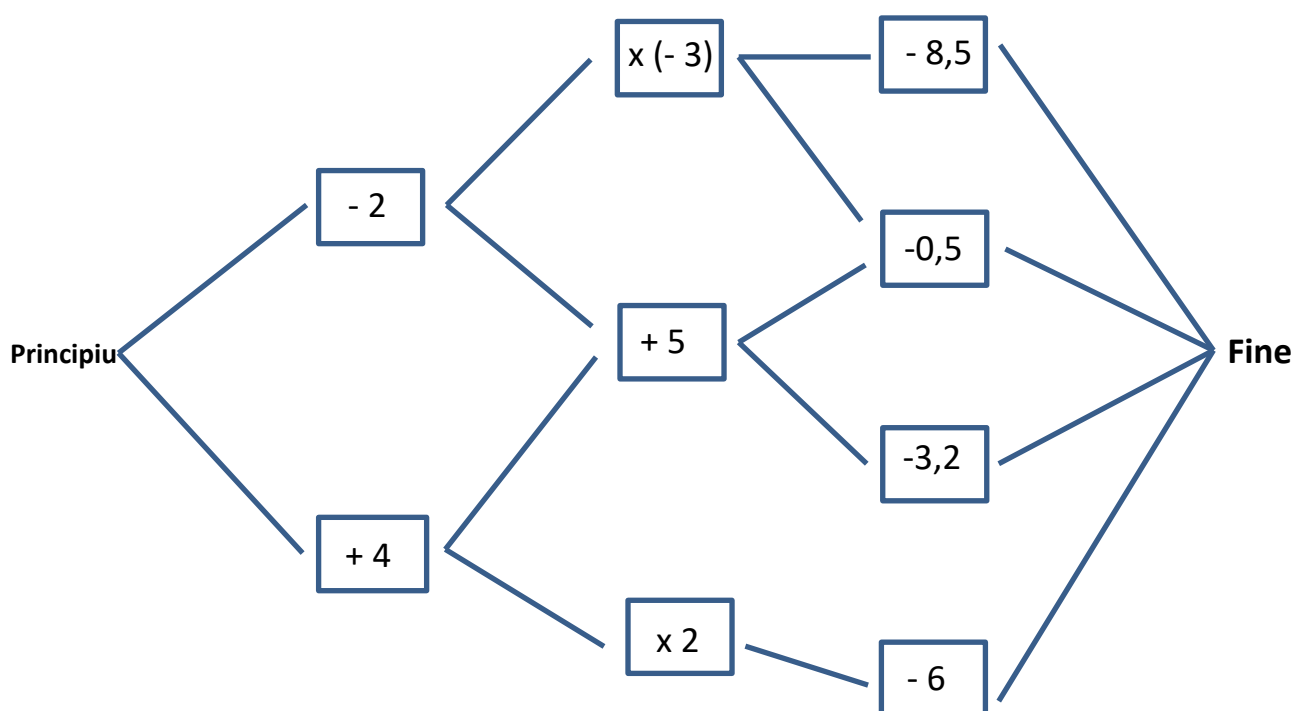 x (- 3)
- 8,5
- 2
-0,5
Principiu
+ 5
Fine
-3,2
+ 4
x 2
- 6